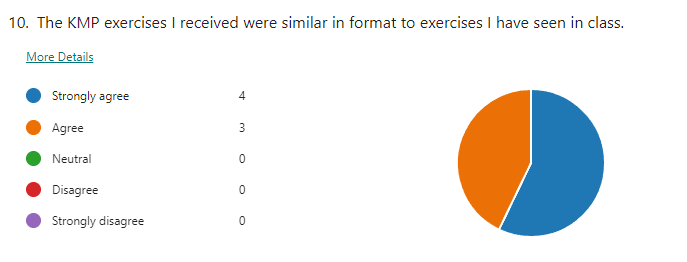 10. The KMP exercises I received were similar in format to exercises I have seen in class.
More Details
Strongly agree 4
Agree 3
Neutral 0
Disagree 0
Strongly disagree 0